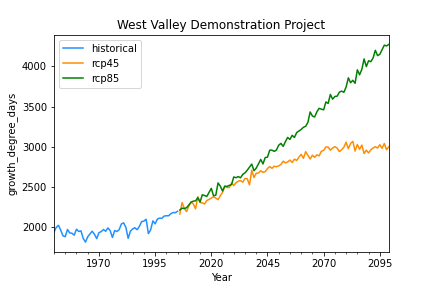 West Valley Demonstration Project
historical
rcp45
rcp85
growth_degree_days
4000
3500
3000
2500
2000
1970
1995
2020
2045
2070
2095
Year